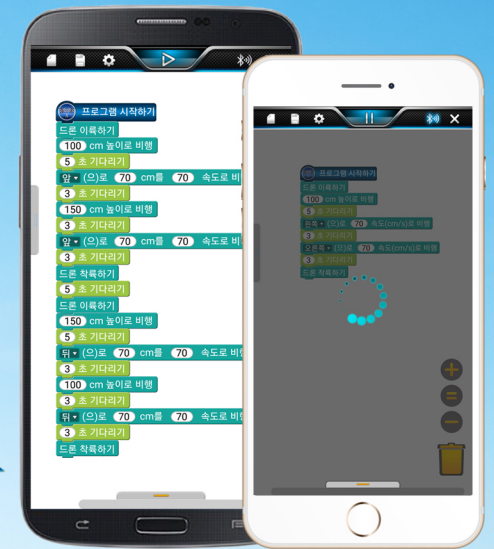 프로그램 시작하기
드론 이륙하기
100 cm 높이로 비행
5 초 기다리기
앞 (으)로 70 cm를 70 속도로 비
3 초 기다리기
150 cm 높이로 비행
3 초 기다리기
앞 (으)로 70 cm를 70 속도로 비
3 초 기다리기
드론 착륙하기
5 초 기다리기
드론 이륙하기
150 cm 높이로 비행
5 초 기다리기
뒤 (으)로 70 cm를 70 속도로 비
3 초 기다리기
100 cm 높이로 비행
3 초 기다리기
뒤 (으)로 70 cm를 70 속도로 비
3 초 기다리기
드론 착륙하기
프로그램 시작하기
드론 이륙하기
100 cm 높이로 비행
5 초 기다리기
왼쪽 (으)로 70 속도(cm/s)로 비행
3 초 기다리기
오른쪽 (으)로 70 속도(cm/s)로 비행
3 초 기다리기
드론 착륙하기